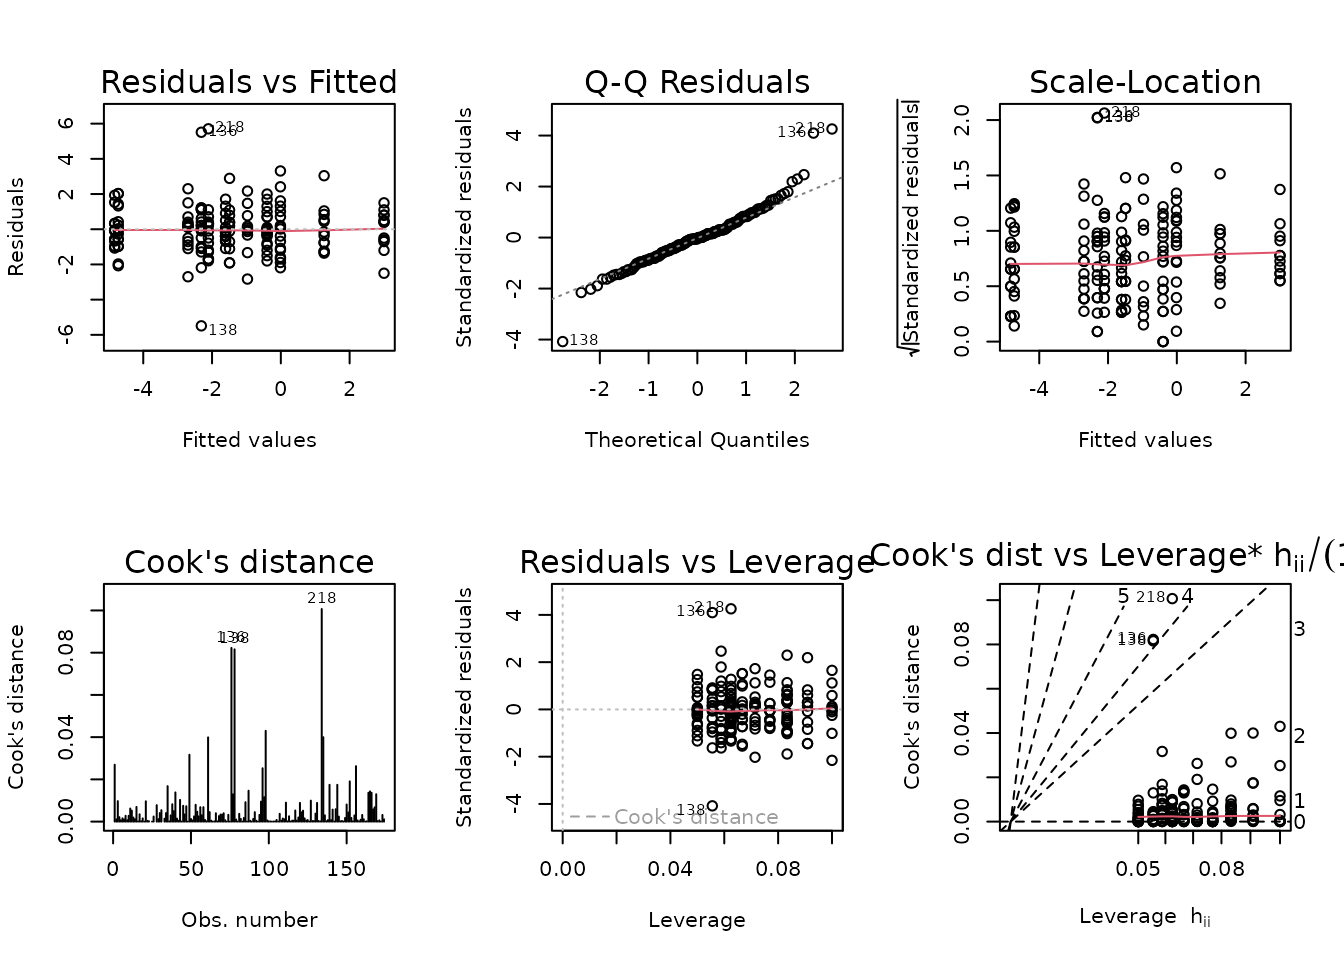 Residuals vs Fitted
Residuals
6
4
2
-2
-6
218
136
138
-4 -2 0 2
Fitted values
Q-Q Residuals
Standardized residuals
4
2
0
-2
-4
136 218
138
-2 -1 0 1 2
Theoretical Quantiles
Scale-Location
√|Standardized residuals|
2.0
1.5
1.0
0.5
0.0
218
136
138
-4 -2 0 2
Fitted values
Cook's distance
Cook's distance
0.08
0.04
0.00
218
136
138
0 50 100 150
Obs. number
Residuals vs Leverage
Standardized residuals
4
2
0
-2
-4
136 218
138
Cook's distance
0.00 0.04 0.08
Leverage
Cook's dist vs Leverage* hii/(1
Cook's distance
0.08
0.04
0.00
5 218 4
136
138
3
2
1
0
0.05 0.08
Leverage hii